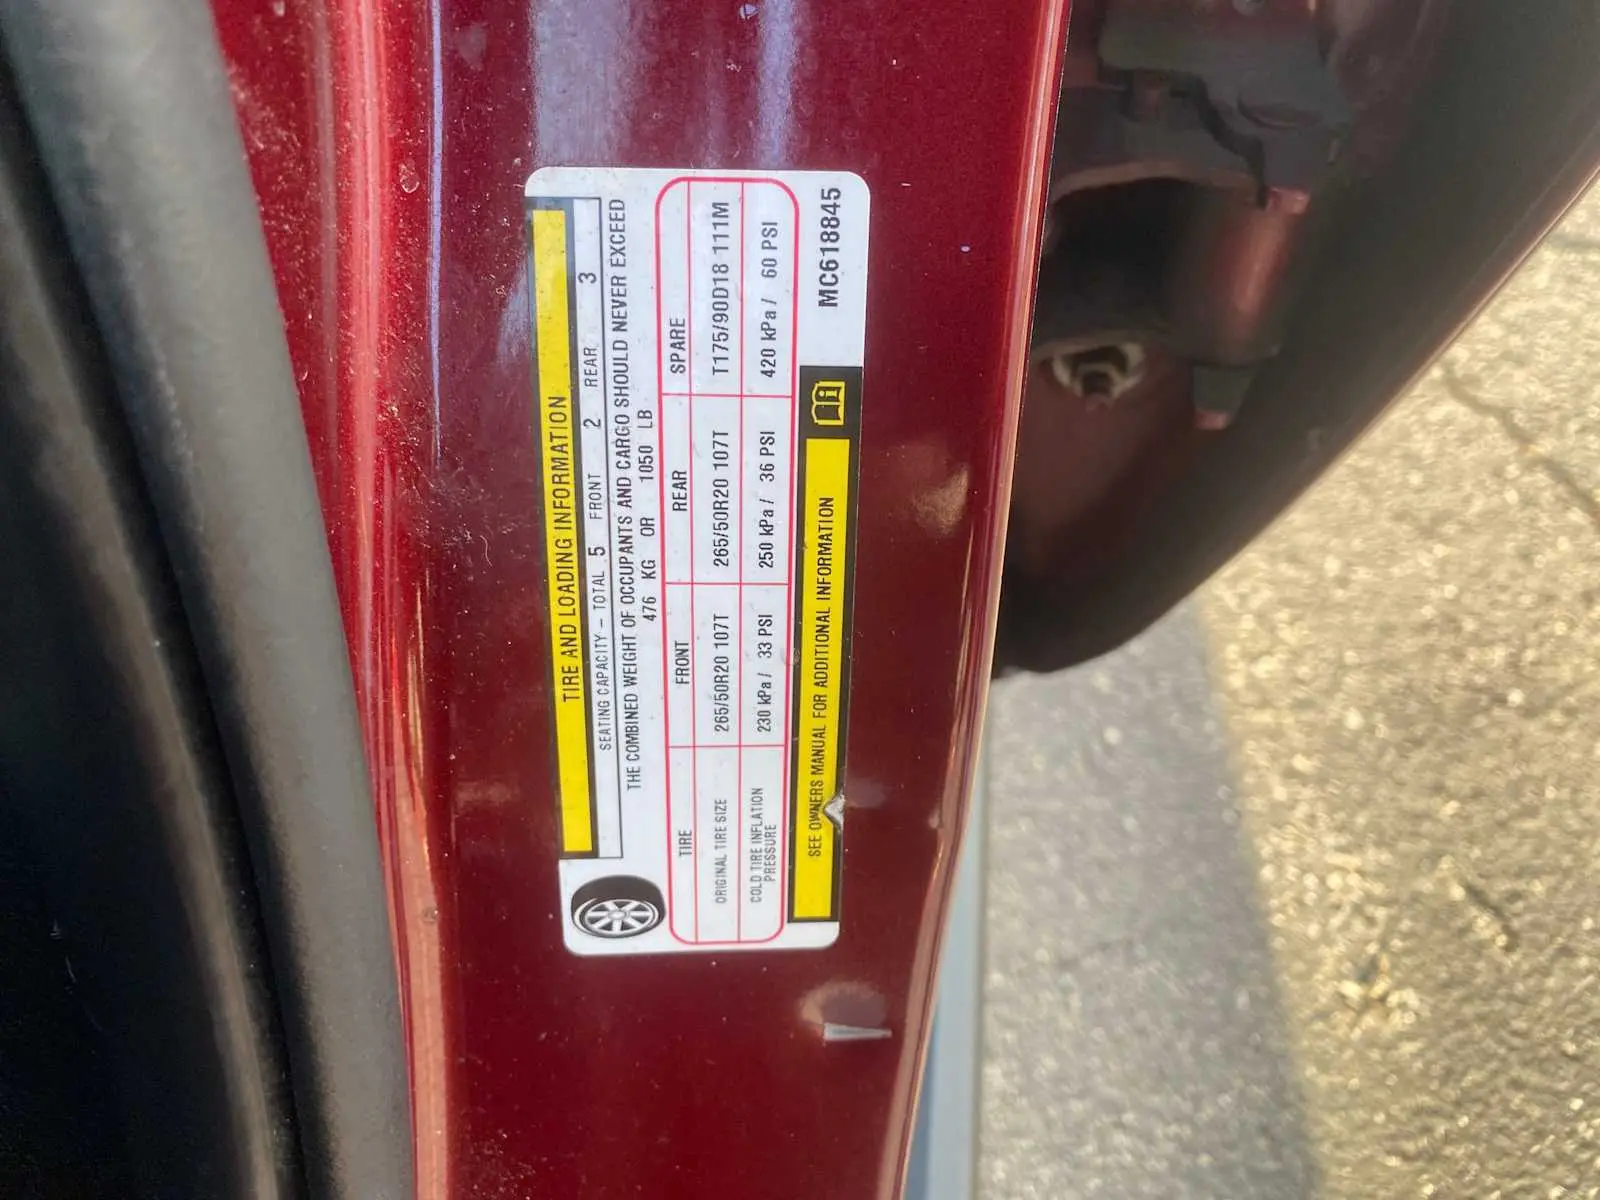 TIRE AND LOADING INFORMATION
SEATING CAPACITY – TOTAL 5 FRONT 2 REAR 3
THE COMBINED WEIGHT OF OCCUPANTS AND CARGO SHOULD NEVER EXCEED
476 KG OR 1050 LB
TIRE FRONT REAR SPARE
ORIGINAL TIRE SIZE 265/50R20 107T 265/50R20 107T T175/90D18 111M
COLD TIRE INFLATION PRESSURE 230 kPa / 33 PSI 250 kPa / 36 PSI 420 kPa / 60 PSI
SEE OWNERS MANUAL FOR ADDITIONAL INFORMATION
MC618845